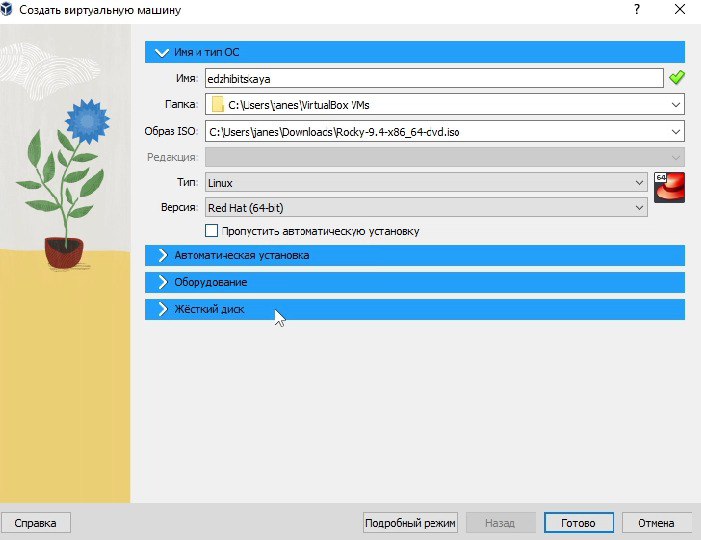 Создать виртуальную машину
?
Имя и тип ОС
Имя: edzhibitskaya
Папка: C:\Users\janes\VirtualBox VMs
Образ ISO: C:\Users\janes\Downloads\Rocky-9.4-x86_64-dvd.iso
Редакция:
Тип: Linux
64
Версия: Red Hat (64-bit)
Пропустить автоматическую установку
Автоматическая установка
Оборудование
Жёсткий диск
Справка Подробный режим Назад Готово Отмена